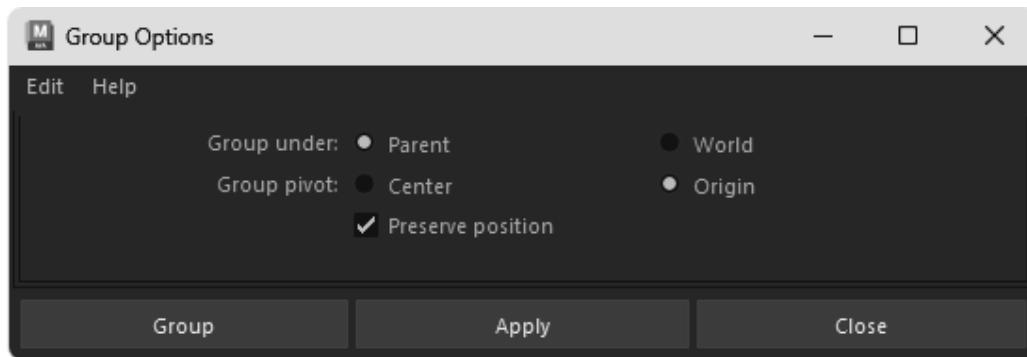 Group Options
Edit Help
Group under: Parent World
Group pivot: Center Origin
Preserve position
Group Apply Close